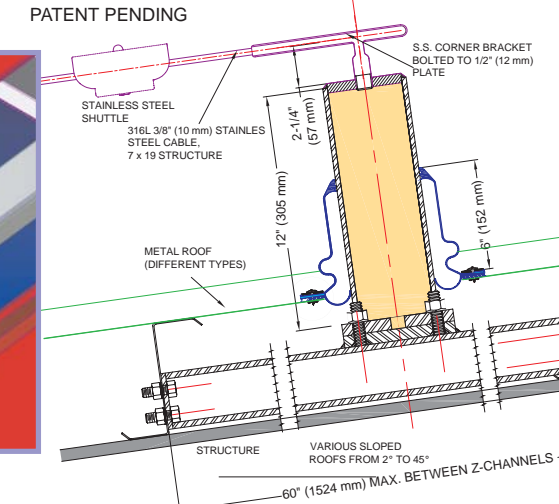 PATENT PENDING
S.S. CORNER BRACKET
BOLTED TO 1/2" (12 mm)
PLATE
STAINLESS STEEL
SHUTTLE
316L 3/8" (10 mm) STAINLES
STEEL CABLE,
7 x 19 STRUCTURE
2-1/4"
(57 mm)
12" (305 mm)
6" (152 mm)
METAL ROOF
(DIFFERENT TYPES)
STRUCTURE
VARIOUS SLOPED
ROOFS FROM 2° TO 45°
60" (1524 mm) MAX. BETWEEN Z-CHANNELS